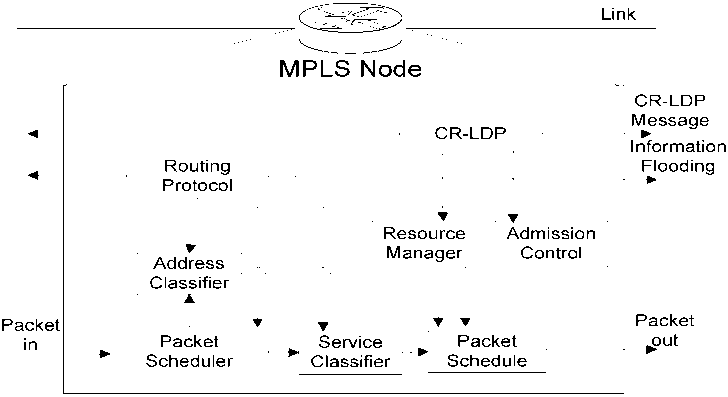 Link
MPLS Node
CR-LDP
Message
CR-LDP
Information
Flooding
Routing
Protocol
Resource
Manager
Admission
Control
Address
Classifier
Packet
in
Packet
Scheduler
Service
Classifier
Packet
Schedule
Packet
out